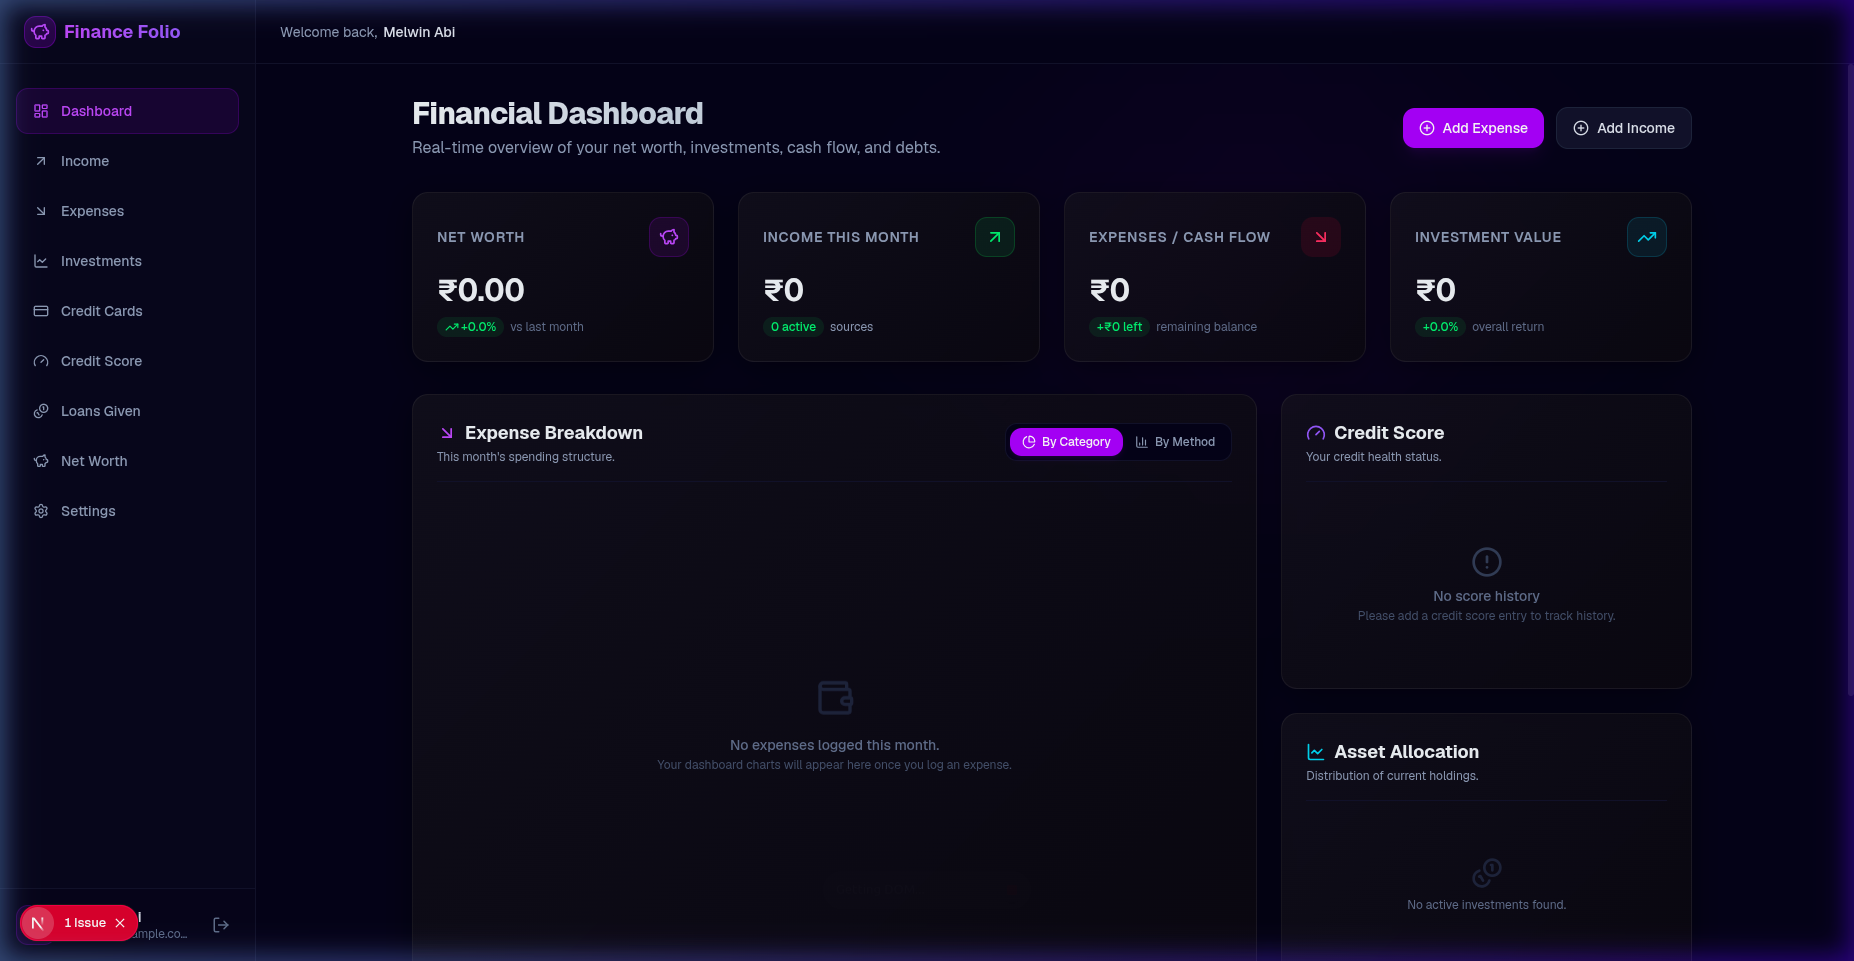 Finance Folio
Welcome back, Melwin Abi
Dashboard
Income
Expenses
Investments
Credit Cards
Credit Score
Loans Given
Net Worth
Settings
Financial Dashboard
Real-time overview of your net worth, investments, cash flow, and debts.
Add Expense
Add Income
NET WORTH
₹0.00
+0.0% vs last month
INCOME THIS MONTH
₹0
0 active sources
EXPENSES / CASH FLOW
₹0
+₹0 left remaining balance
INVESTMENT VALUE
₹0
+0.0% overall return
Expense Breakdown
This month's spending structure.
By Category
By Method
No expenses logged this month.
Your dashboard charts will appear here once you log an expense.
Credit Score
Your credit health status.
No score history
Please add a credit score entry to track history.
Asset Allocation
Distribution of current holdings.
No active investments found.
N 1 Issue
ample.co...